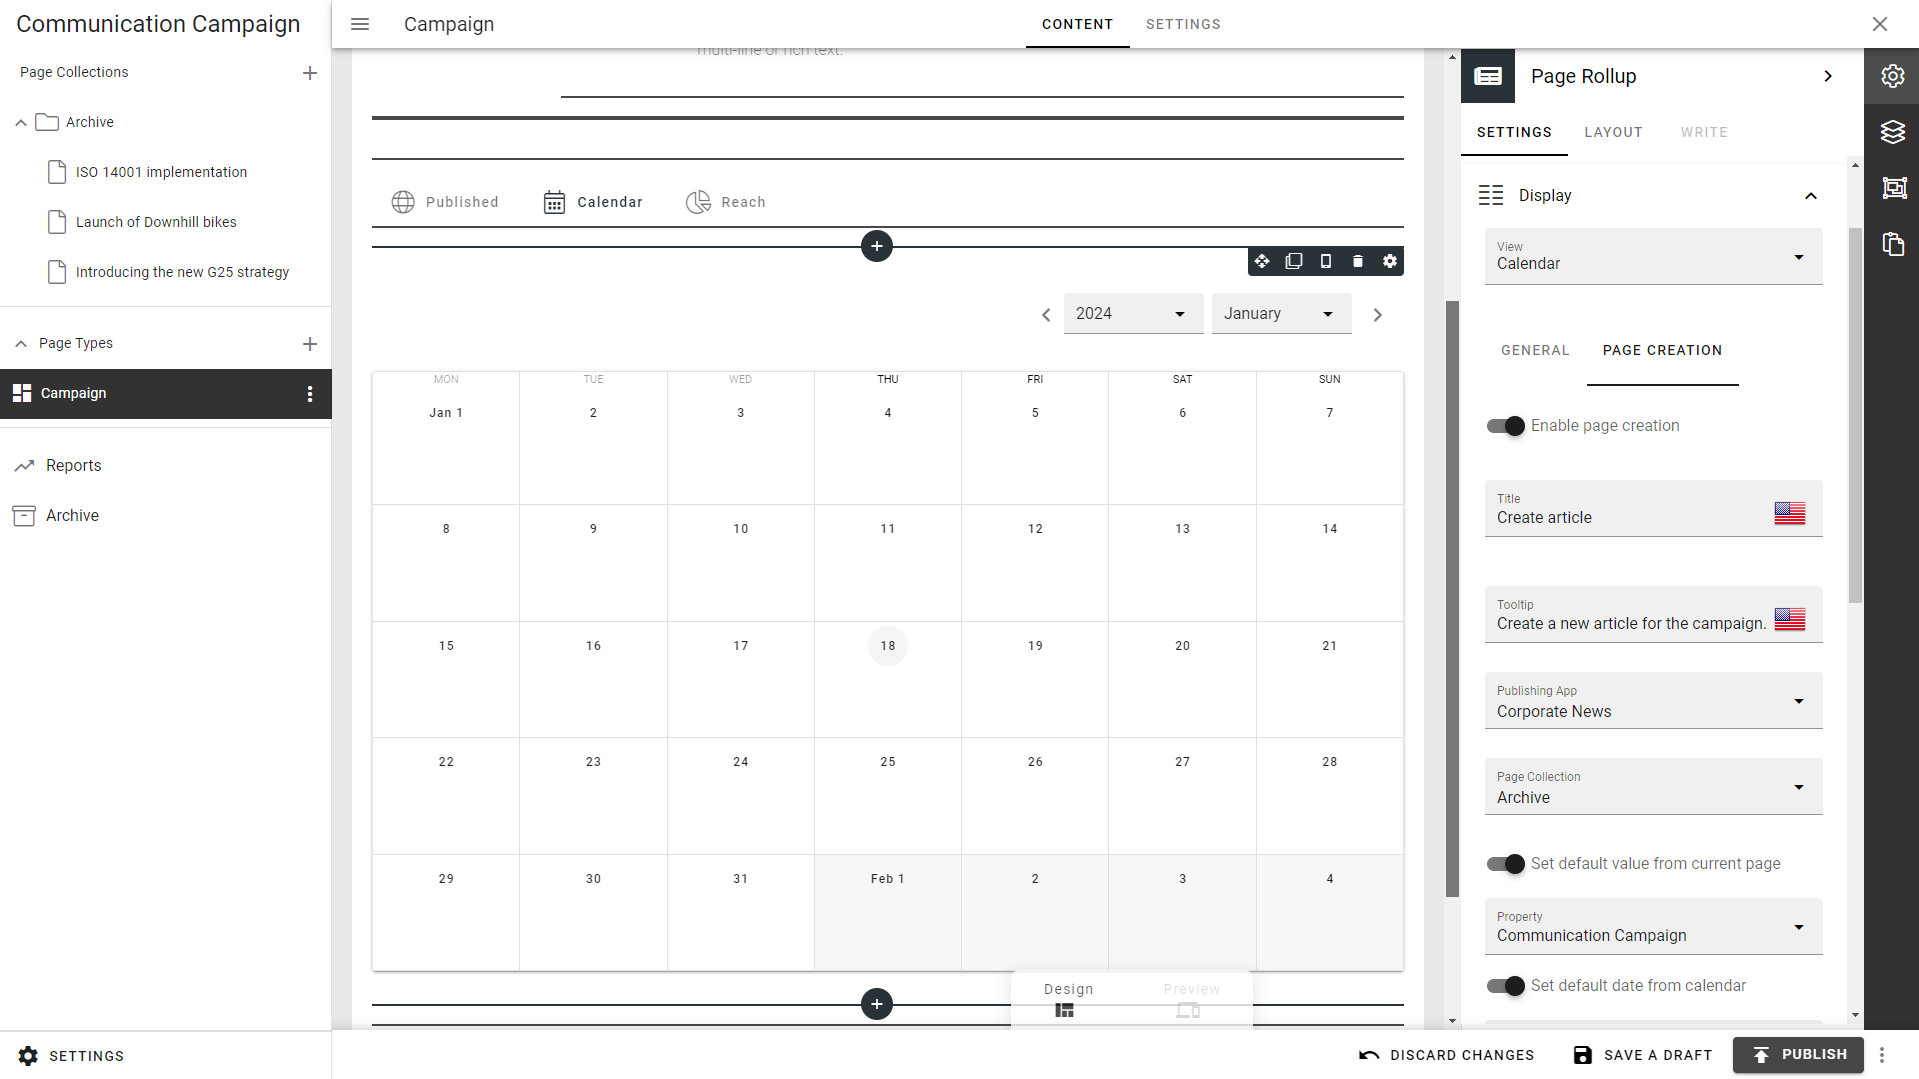 Communication Campaign
Campaign
CONTENT
SETTINGS
Page Collections
Archive
ISO 14001 implementation
Launch of Downhill bikes
Introducing the new G25 strategy
Page Types
Campaign
Reports
Archive
SETTINGS
multi-line or rich text.
Published
Calendar
Reach
2024
January
MON TUE WED THU FRI SAT SUN
Jan 1 2 3 4 5 6 7
8 9 10 11 12 13 14
15 16 17 18 19 20 21
22 23 24 25 26 27 28
29 30 31 Feb 1 2 3 4
Design
Preview
Page Rollup
SETTINGS
LAYOUT
WRITE
Display
View
Calendar
GENERAL
PAGE CREATION
Enable page creation
Title
Create article
Tooltip
Create a new article for the campaign.
Publishing App
Corporate News
Page Collection
Archive
Set default value from current page
Property
Communication Campaign
Set default date from calendar
DISCARD CHANGES
SAVE A DRAFT
PUBLISH